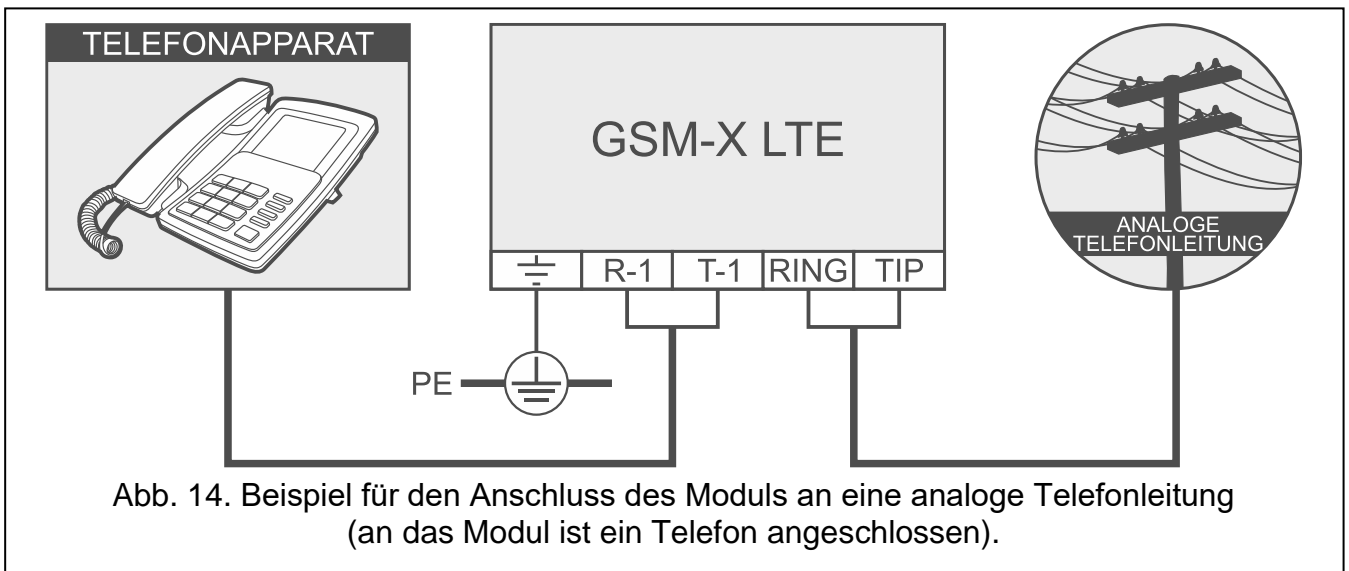 TELEFONAPPARAT
GSM-X LTE
ANALOGE
TELEFONLEITUNG
R-1 T-1 RING TIP
PE
Abb. 14. Beispiel für den Anschluss des Moduls an eine analoge Telefonleitung
(an das Modul ist ein Telefon angeschlossen).